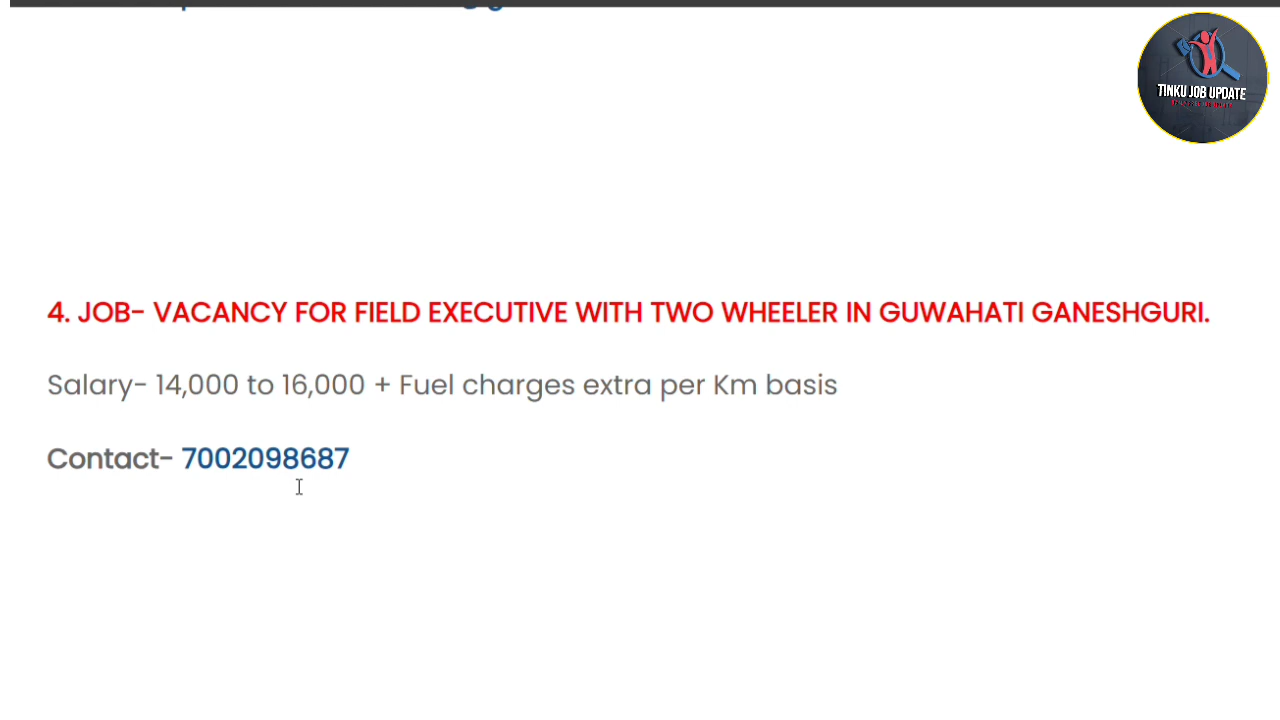 TINKU JOB UPDATE
4. JOB- VACANCY FOR FIELD EXECUTIVE WITH TWO WHEELER IN GUWAHATI GANESHGURI.
Salary- 14,000 to 16,000 + Fuel charges extra per Km basis
Contact- 7002098687